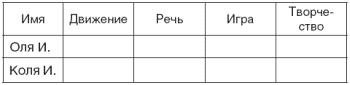 Имя Движение Речь Игра Творче-
ство
Оля И.
Коля И.